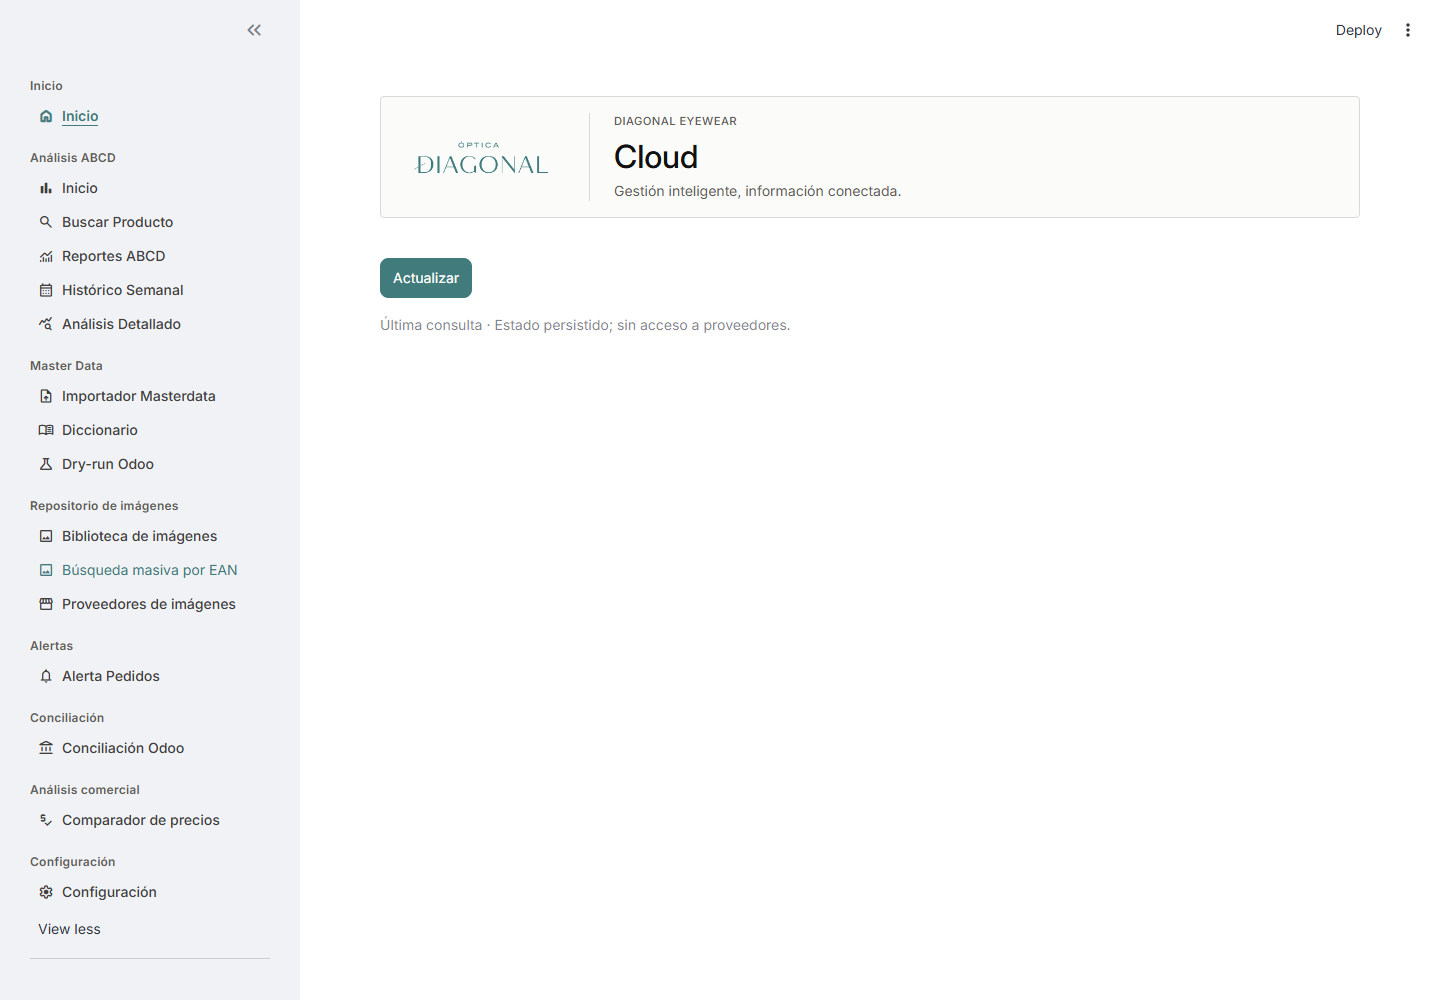 Deploy
Inicio
Inicio
Análisis ABCD
Inicio
Buscar Producto
Reportes ABCD
Histórico Semanal
Análisis Detallado
Master Data
Importador Masterdata
Diccionario
Dry-run Odoo
Repositorio de imágenes
Biblioteca de imágenes
Búsqueda masiva por EAN
Proveedores de imágenes
Alertas
Alerta Pedidos
Conciliación
Conciliación Odoo
Análisis comercial
Comparador de precios
Configuración
Configuración
View less
ÓPTICA
DIAGONAL
DIAGONAL EYEWEAR
Cloud
Gestión inteligente, información conectada.
Actualizar
Última consulta · Estado persistido; sin acceso a proveedores.